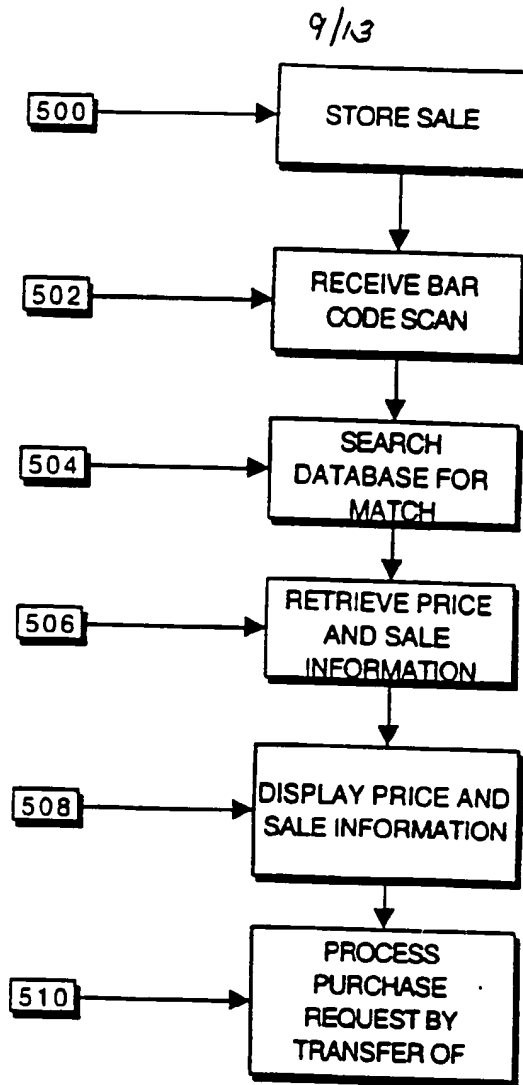 9/13
500
STORE SALE
502
RECEIVE BAR
CODE SCAN
504
SEARCH
DATABASE FOR
MATCH
506
RETRIEVE PRICE
AND SALE
INFORMATION
508
DISPLAY PRICE AND
SALE INFORMATION
510
PROCESS
PURCHASE
REQUEST BY
TRANSFER OF